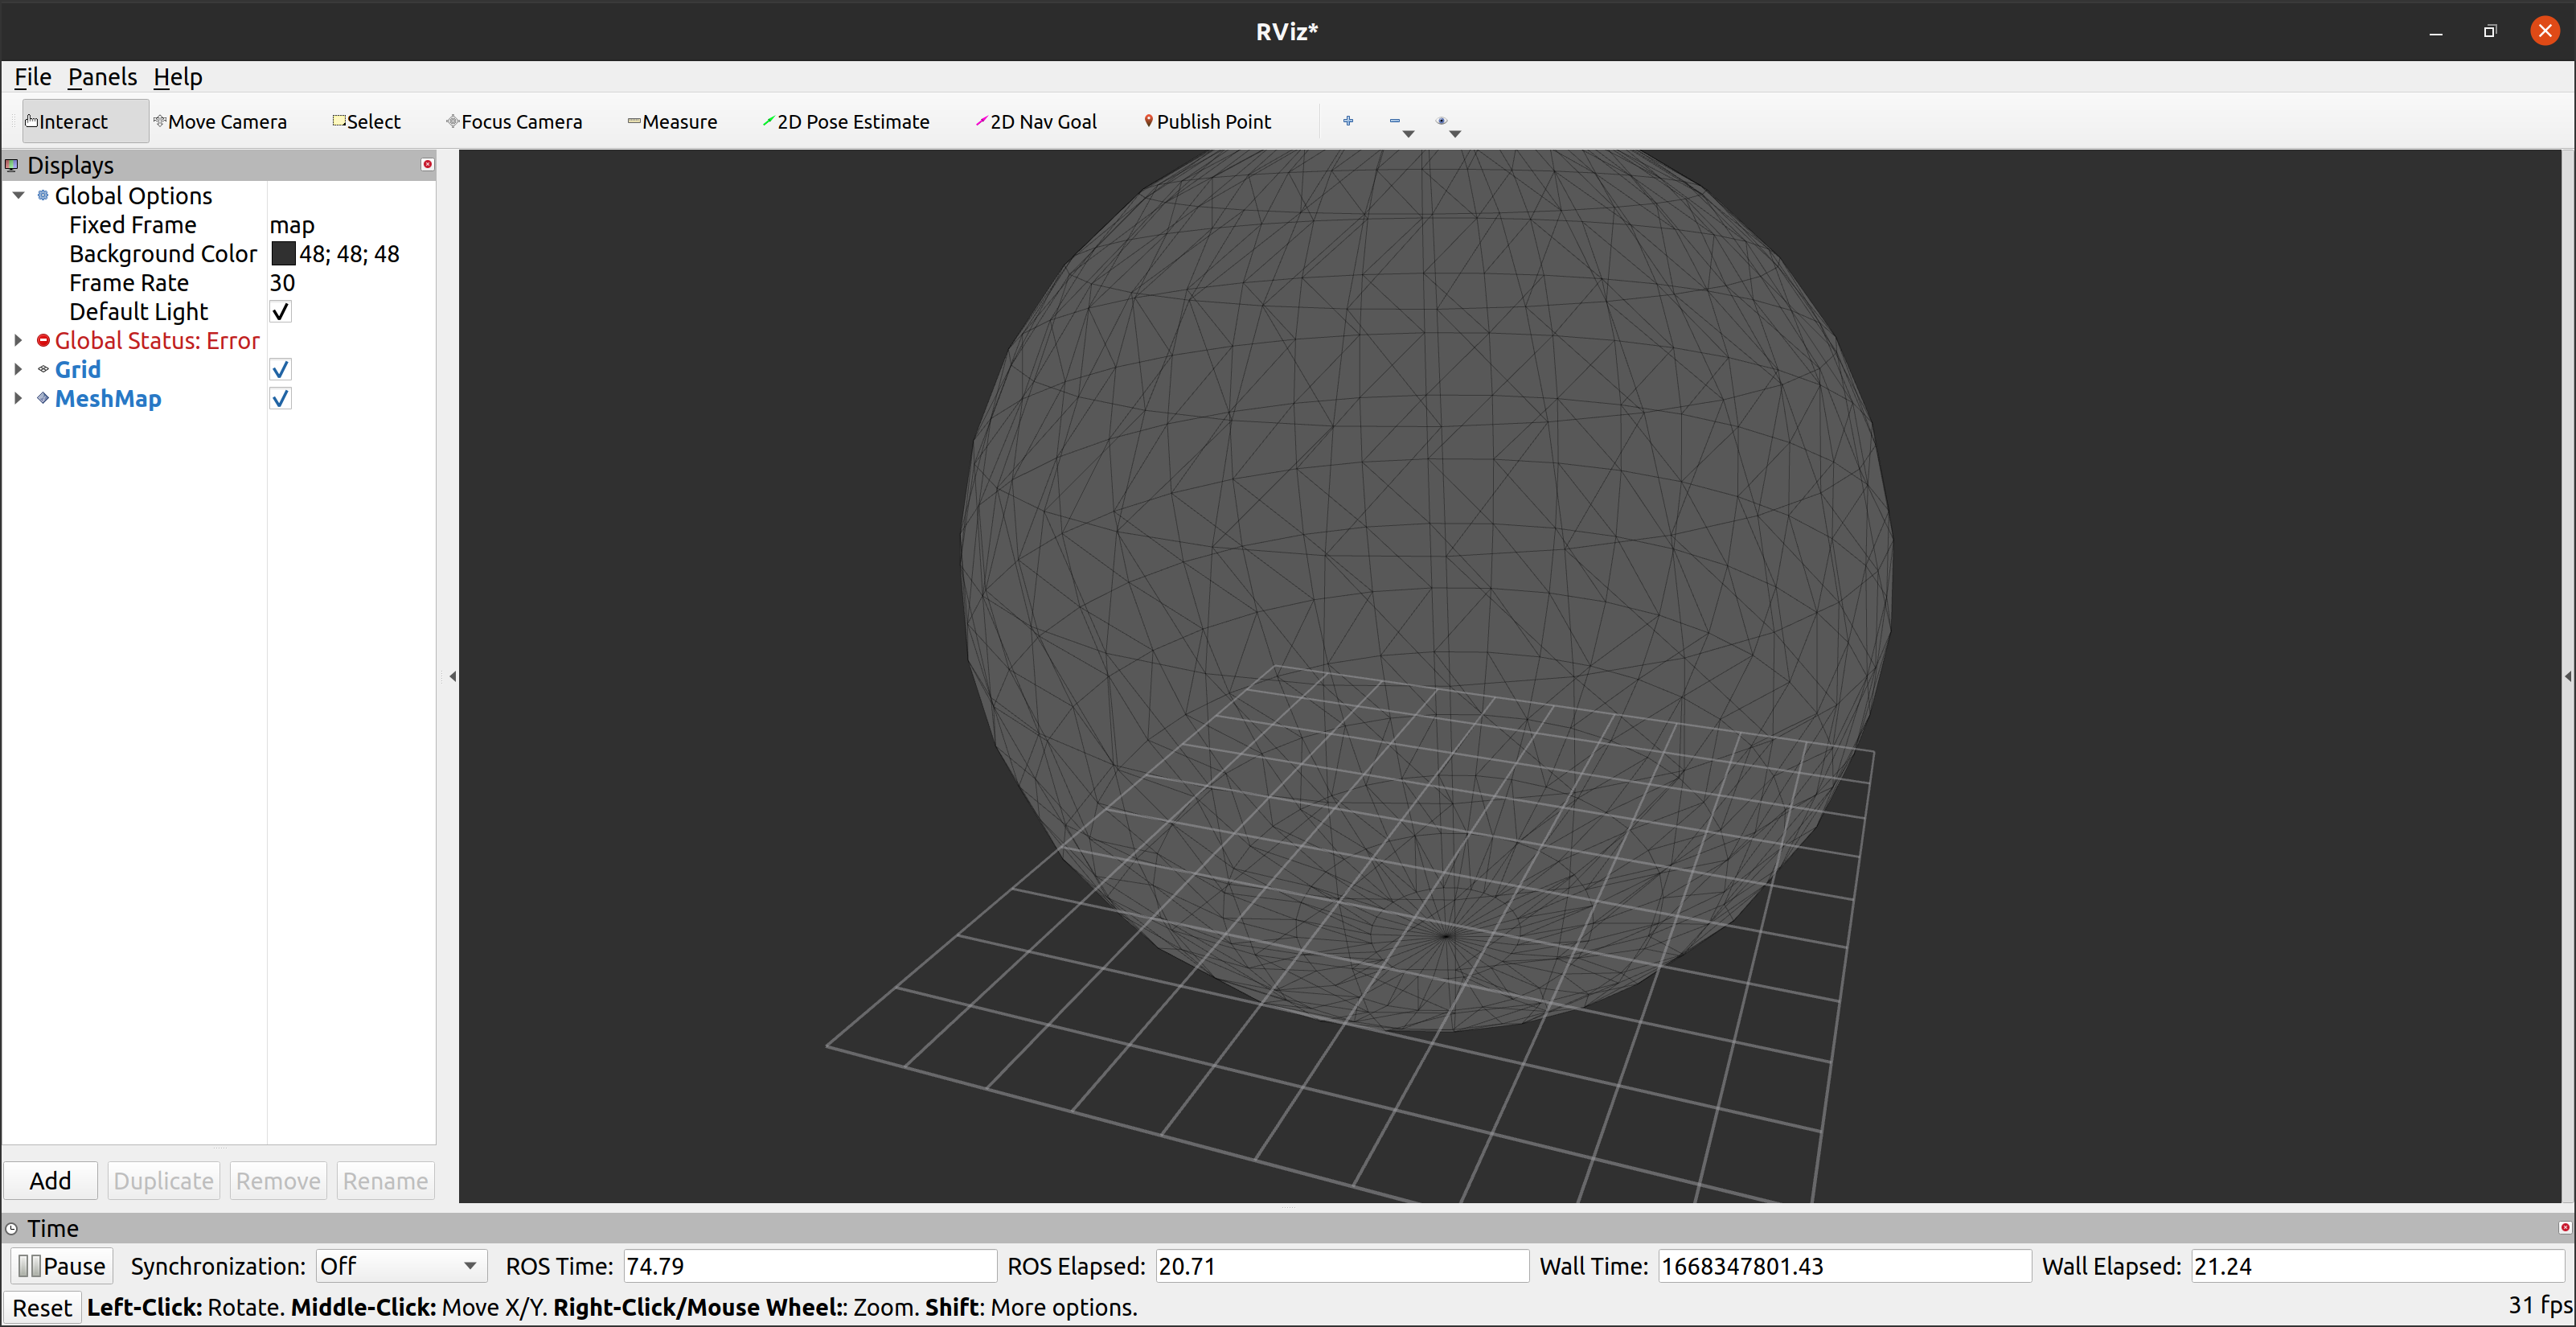 RViz*
File Panels Help
Interact Move Camera Select Focus Camera Measure 2D Pose Estimate 2D Nav Goal Publish Point
Displays
Global Options
Fixed Frame map
Background Color 48; 48; 48
Frame Rate 30
Default Light
Global Status: Error
Grid
MeshMap
Add Duplicate Remove Rename
Time
Pause Synchronization: Off ROS Time: 74.79 ROS Elapsed: 20.71 Wall Time: 1668347801.43 Wall Elapsed: 21.24
Reset Left-Click: Rotate. Middle-Click: Move X/Y. Right-Click/Mouse Wheel:: Zoom. Shift: More options. 31 fps